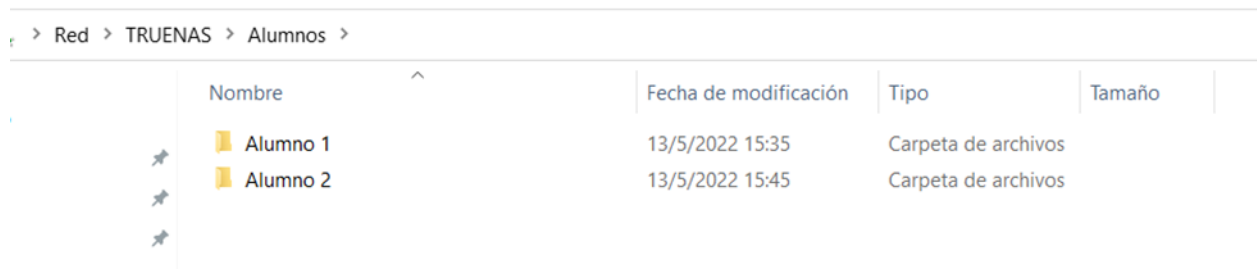 > Red > TRUENAS > Alumnos >
Nombre Fecha de modificación Tipo Tamaño
Alumno 1 13/5/2022 15:35 Carpeta de archivos
Alumno 2 13/5/2022 15:45 Carpeta de archivos